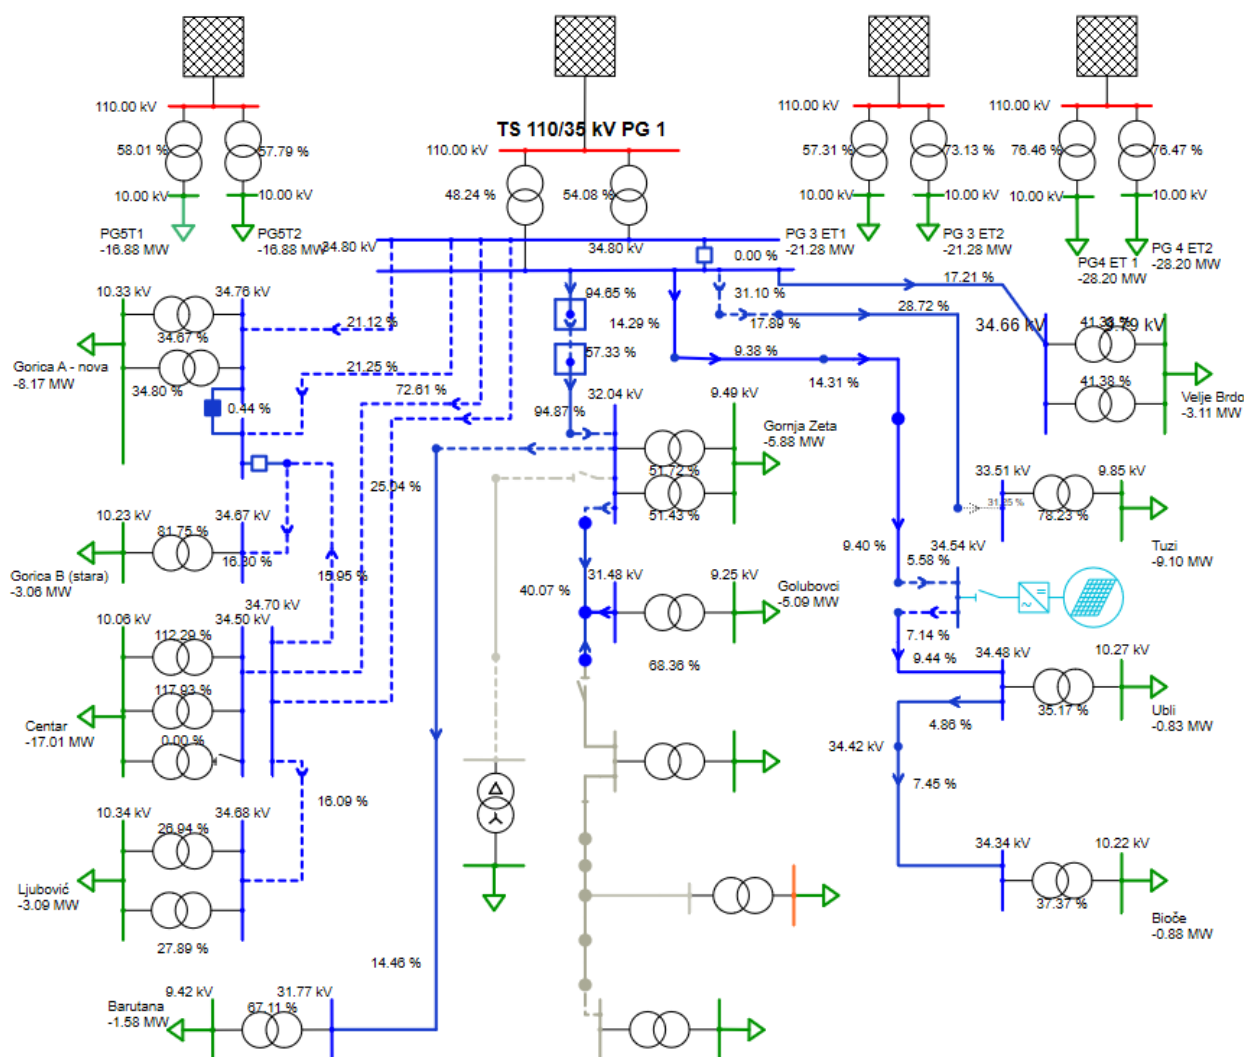 110.00 kV
58.01 %
57.79 %
10.00 kV
10.00 kV
PG5T1
-16.88 MW
PG5T2
-16.88 MW
TS 110/35 kV PG 1
110.00 kV
48.24 %
54.08 %
34.80 kV
34.80 kV
0.00 %
110.00 kV
57.31 %
73.13 %
10.00 kV
10.00 kV
PG 3 ET1
-21.28 MW
PG 3 ET2
-21.28 MW
110.00 kV
76.46 %
76.47 %
10.00 kV
10.00 kV
PG4 ET 1
-28.20 MW
PG 4 ET2
-28.20 MW
17.21 %
10.33 kV
34.76 kV
34.67 %
21.12 %
Gorica A - nova
-8.17 MW
34.80 %
0.44 %
21.25 %
72.61 %
94.65 %
14.29 %
57.33 %
94.87 %
31.10 %
17.89 %
28.72 %
9.38 %
14.31 %
34.66 kV
9.79 kV
41.38 %
41.38 %
Velje Brdo
-3.11 MW
32.04 kV
9.49 kV
51.72 %
51.43 %
Gornja Zeta
-5.88 MW
25.04 %
33.51 kV
9.85 kV
31.25 %
78.23 %
Tuzi
-9.10 MW
10.23 kV
34.67 kV
81.75 %
16.80 %
15.95 %
Gorica B (stara)
-3.06 MW
9.40 %
34.54 kV
5.58 %
7.14 %
9.44 %
40.07 %
31.48 kV
9.25 kV
Golubovci
-5.09 MW
68.36 %
34.70 kV
10.06 kV
34.50 kV
112.29 %
117.93 %
0.00 %
Centar
-17.01 MW
34.48 kV
10.27 kV
35.17 %
Ubli
-0.83 MW
4.86 %
34.42 kV
7.45 %
16.09 %
10.34 kV
34.68 kV
26.94 %
27.89 %
Ljubović
-3.09 MW
34.34 kV
10.22 kV
37.37 %
Bioče
-0.88 MW
14.46 %
9.42 kV
31.77 kV
67.11 %
Barutana
-1.58 MW